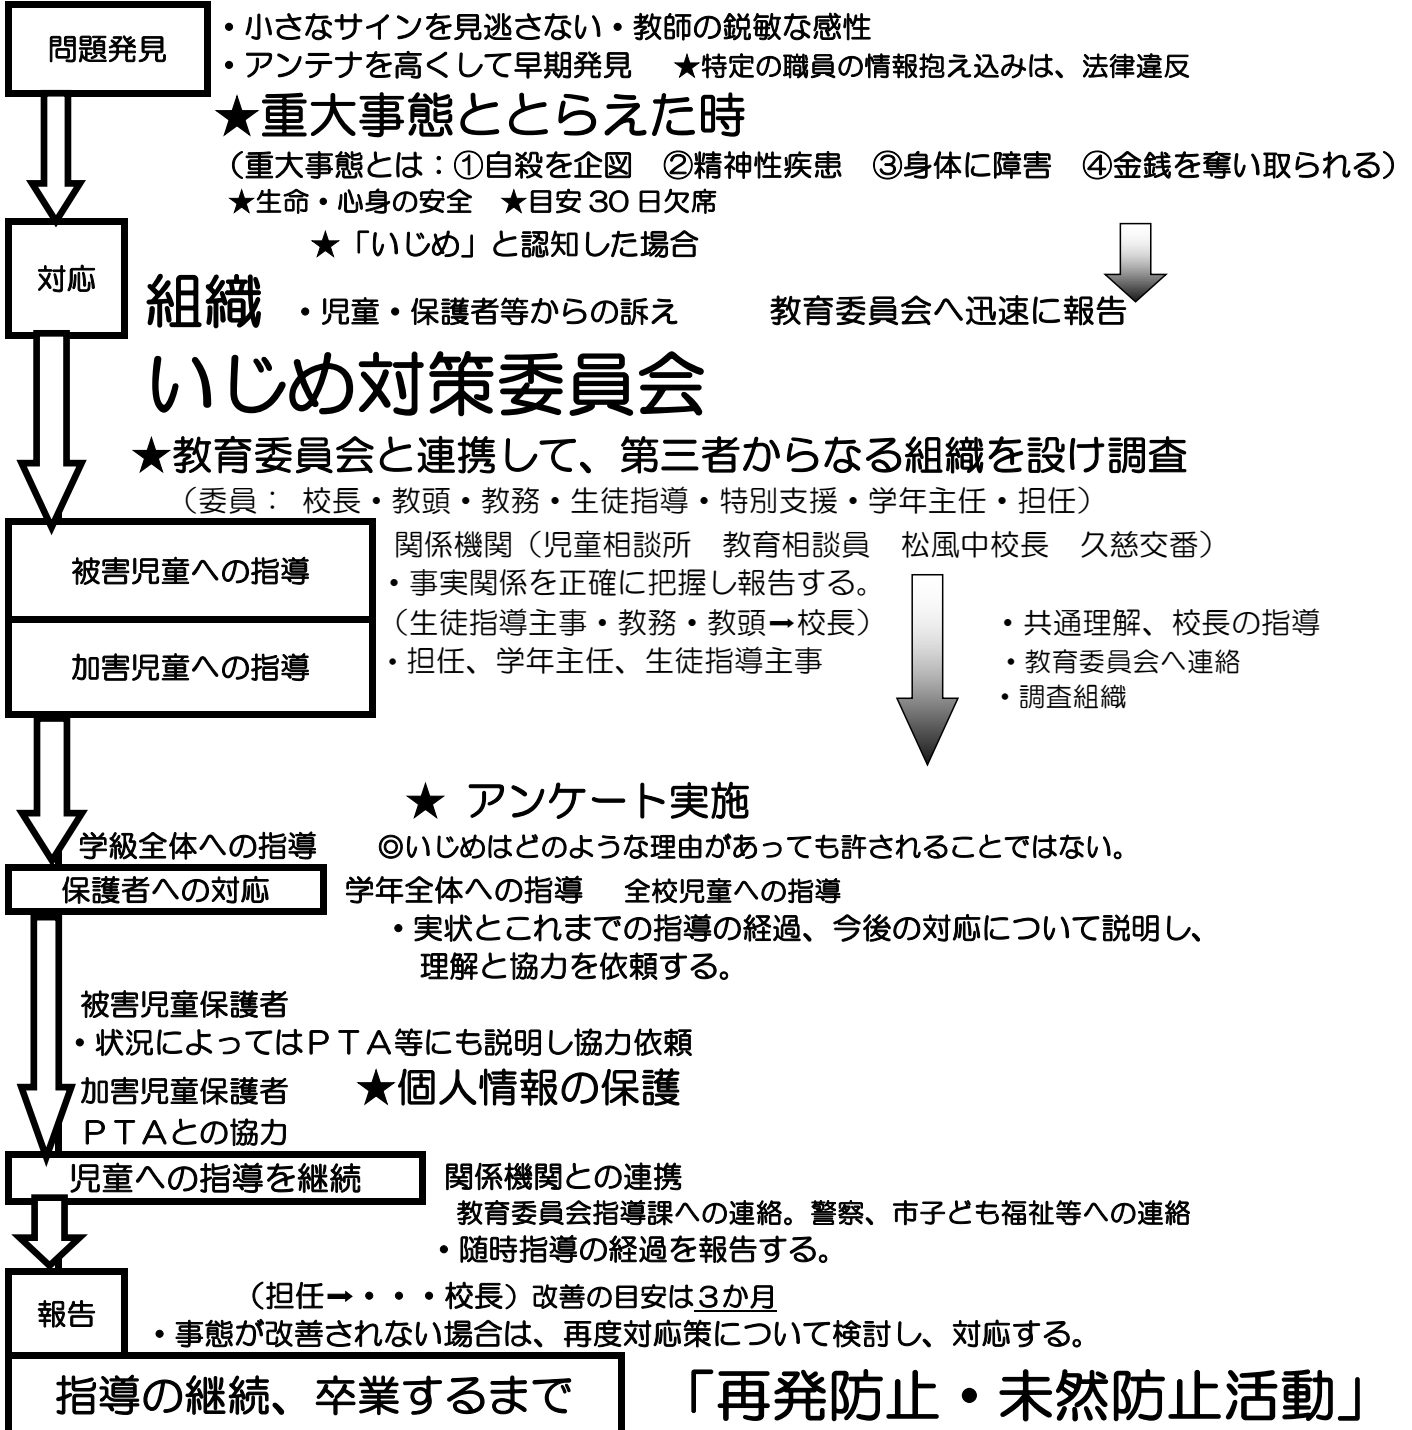 問題発見
・小さなサインを見逃さない・教師の鋭敏な感性
・アンテナを高くして早期発見　★特定の職員の情報抱え込みは、法律違反
★重大事態ととらえた時
（重大事態とは：①自殺を企図　②精神性疾患　③身体に障害　④金銭を奪い取られる）
★生命・心身の安全　★目安30日欠席
★「いじめ」と認知した場合
対応
組織　・児童・保護者等からの訴え　教育委員会へ迅速に報告
いじめ対策委員会
★教育委員会と連携して、第三者からなる組織を設け調査
（委員：　校長・教頭・教務・生徒指導・特別支援・学年主任・担任）
関係機関（児童相談所　教育相談員　松風中校長　久慈交番）
被害児童への指導
・事実関係を正確に把握し報告する。
（生徒指導主事・教務・教頭➡校長）　・共通理解、校長の指導
加害児童への指導
・担任、学年主任、生徒指導主事　・教育委員会へ連絡
・調査組織
★ アンケート実施
学級全体への指導　◎いじめはどのような理由があっても許されることではない。
保護者への対応　学年全体への指導　全校児童への指導
・実状とこれまでの指導の経過、今後の対応について説明し、
理解と協力を依頼する。
被害児童保護者
・状況によってはＰＴＡ等にも説明し協力依頼
加害児童保護者　★個人情報の保護
ＰＴＡとの協力
児童への指導を継続　関係機関との連携
教育委員会指導課への連絡。警察、市子ども福祉等への連絡
・随時指導の経過を報告する。
報告
（担任➡・・・校長）改善の目安は３か月
・事態が改善されない場合は、再度対応策について検討し、対応する。
指導の継続、卒業するまで　「再発防止・未然防止活動」